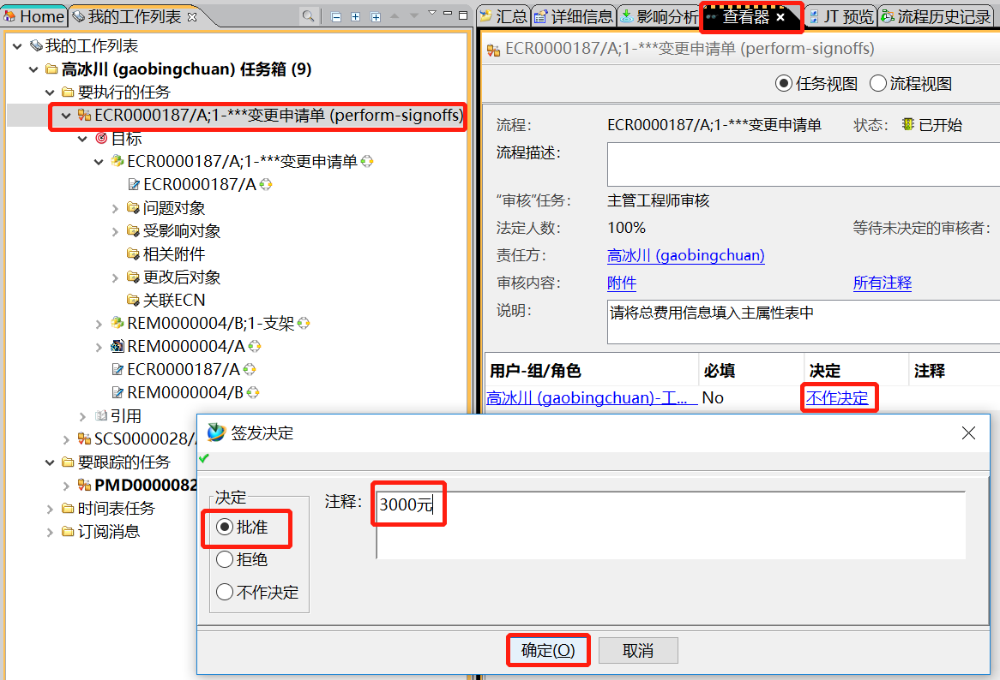 Home 我的工作列表
我的工作列表
高冰川 (gaobingchuan) 任务箱 (9)
要执行的任务
ECR0000187/A;1-***变更申请单 (perform-signoffs)
目标
ECR0000187/A;1-***变更申请单
ECR0000187/A
问题对象
受影响对象
相关附件
更改后对象
关联ECN
REM0000004/B;1-支架
REM0000004/A
ECR0000187/A
REM0000004/B
引用
SCS0000028/
要跟踪的任务
PMD0000082
时间表任务
订阅消息
汇总 详细信息 影响分析 查看器 JT 预览 流程历史记录
ECR0000187/A;1-***变更申请单 (perform-signoffs)
任务视图 流程视图
流程： ECR0000187/A;1-***变更申请单 状态： 已开始
流程描述：
“审核”任务： 主管工程师审核
法定人数： 100% 等待未决定的审核者：
责任方： 高冰川 (gaobingchuan)
审核内容： 附件 所有注释
说明： 请将总费用信息填入主属性表中
用户-组/角色 必填 决定 注释
高冰川 (gaobingchuan)-工... No 不作决定
签发决定
决定 注释： 3000元
批准
拒绝
不作决定
确定(O) 取消